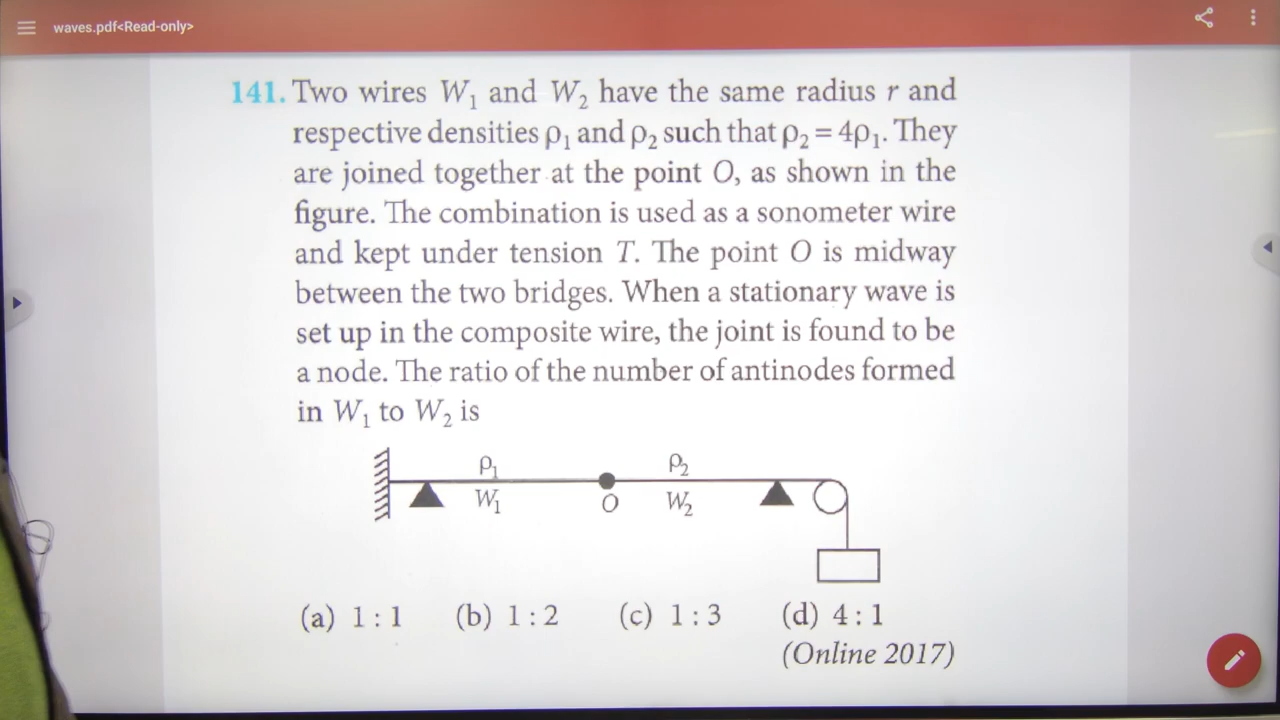 waves.pdf<Read-only>
141. Two wires W₁ and W₂ have the same radius r and
respective densities ρ₁ and ρ₂ such that ρ₂ = 4ρ₁. They
are joined together at the point O, as shown in the
figure. The combination is used as a sonometer wire
and kept under tension T. The point O is midway
between the two bridges. When a stationary wave is
set up in the composite wire, the joint is found to be
a node. The ratio of the number of antinodes formed
in W₁ to W₂ is
ρ₁ ρ₂
W₁ O W₂
(a) 1 : 1 (b) 1 : 2 (c) 1 : 3 (d) 4 : 1
(Online 2017)